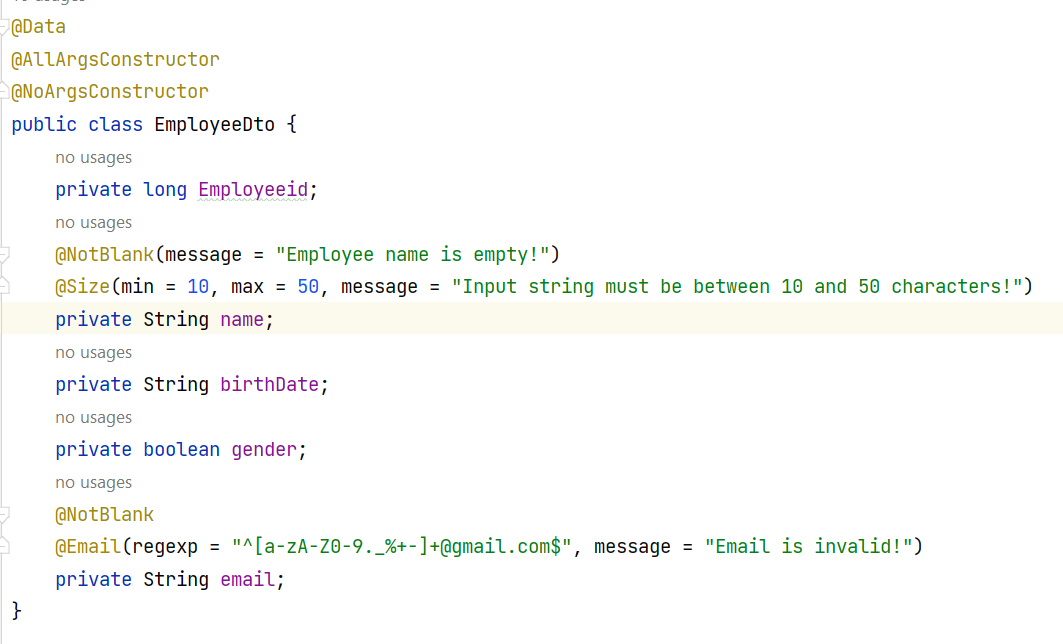 @Data
@AllArgsConstructor
@NoArgsConstructor
public class EmployeeDto {
no usages
private long Employeeid;
no usages
@NotBlank(message = "Employee name is empty!")
@Size(min = 10, max = 50, message = "Input string must be between 10 and 50 characters!")
private String name;
no usages
private String birthDate;
no usages
private boolean gender;
no usages
@NotBlank
@Email(regexp = "^[a-zA-Z0-9._%+-]+@gmail.com$", message = "Email is invalid!")
private String email;
}